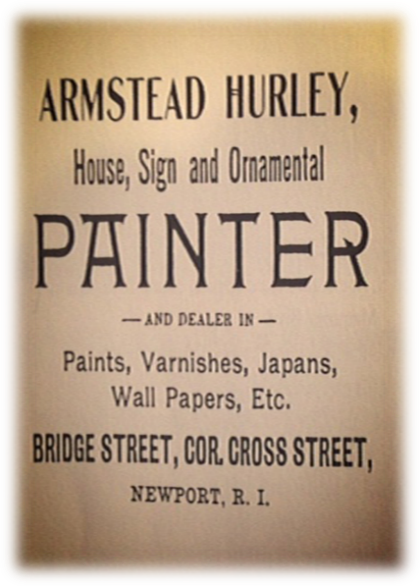 ARMSTEAD HURLEY,
House, Sign and Ornamental
PAINTER
— AND DEALER IN —
Paints, Varnishes, Japans,
Wall Papers, Etc.
BRIDGE STREET, COR. CROSS STREET,
NEWPORT, R. I.